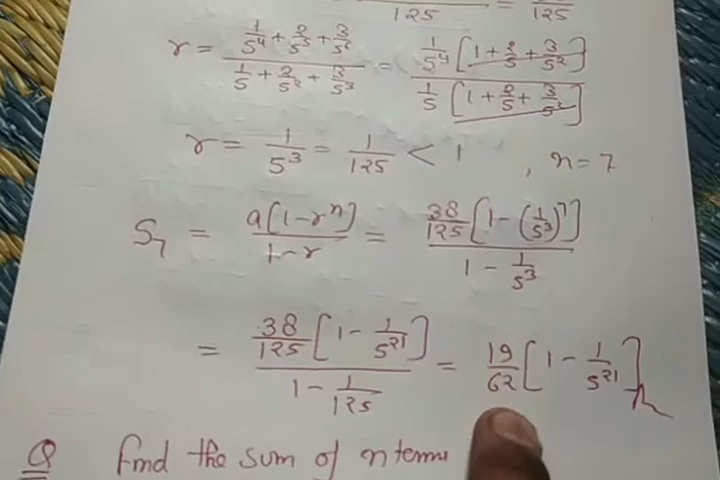 125 = 125
r = (1/5⁴ + 2/5⁵ + 3/5⁶)/(1/5 + 2/5² + 3/5³) = (1/5⁴ [1 + 2/5 + 3/5²])/(1/5 [1 + 2/5 + 3/5²])
r = 1/5³ = 1/125 < 1 , n = 7
S₇ = a[1-rⁿ]/1-r = (38/125 [1 - (1/5³)⁷])/(1 - 1/5³)
= (38/125 [1 - 1/5²¹])/(1 - 1/125) = 19/62 [1 - 1/5²¹]
Q Find the sum of n terms